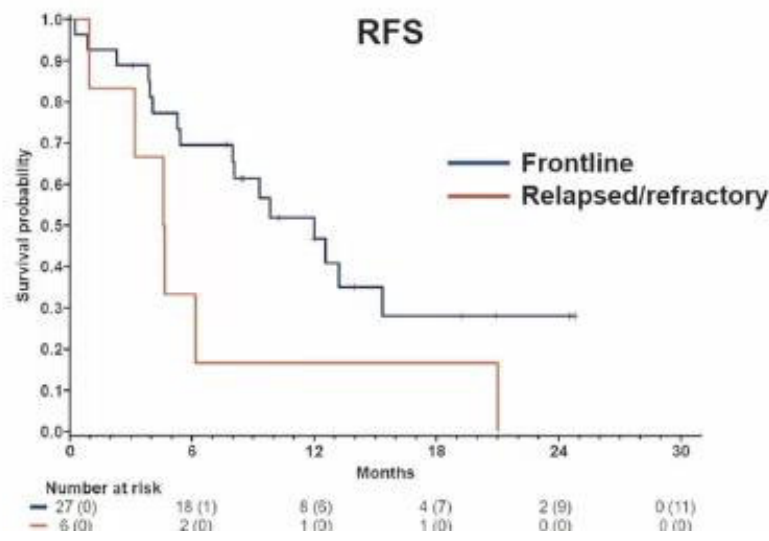 RFS
1.0
0.9
0.8
0.7
0.6
0.5
0.4
0.3
0.2
0.1
0.0
Survival probability
Frontline
Relapsed/refractory
0 6 12 18 24 30
Months
Number at risk
27 (0) 18 (1) 8 (6) 4 (7) 2 (9) 0 (11)
6 (0) 2 (0) 1 (0) 1 (0) 0 (0) 0 (0)